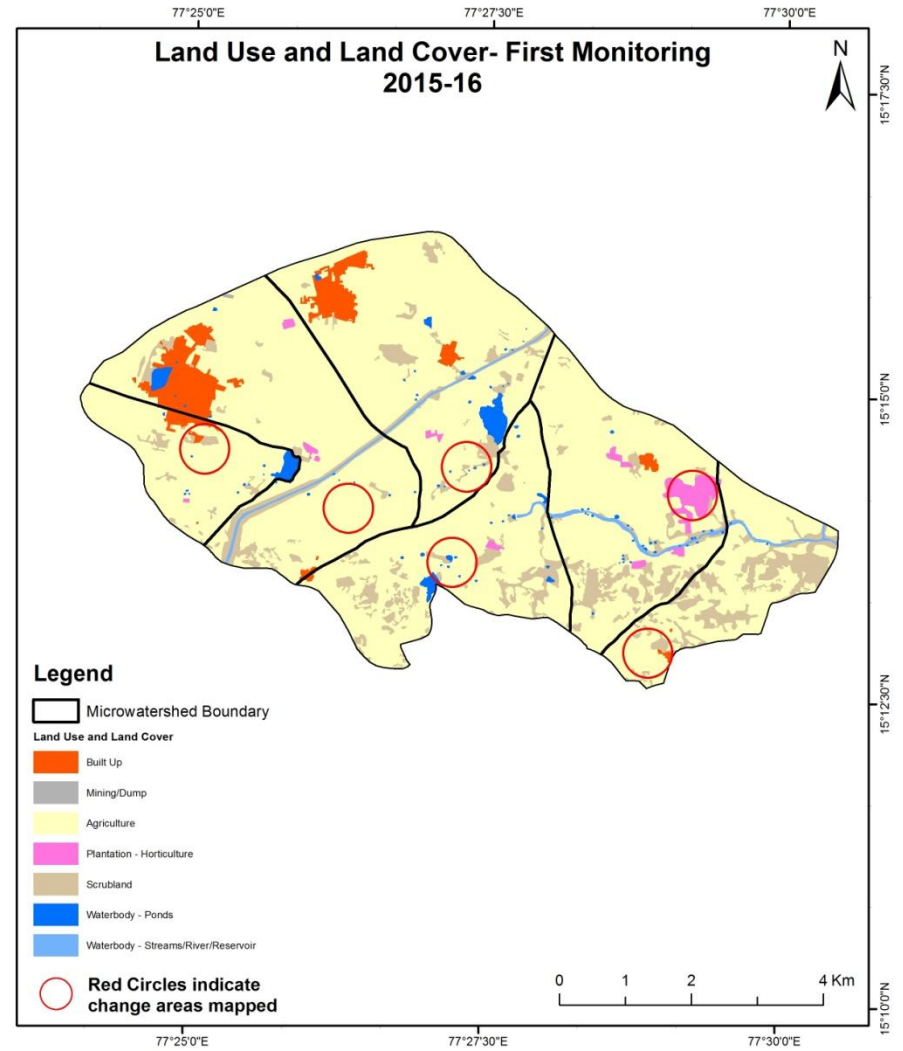 77°25'0"E 77°27'30"E 77°30'0"E
Land Use and Land Cover- First Monitoring
2015-16
N
15°17'30"N
15°15'0"N
15°12'30"N
15°10'0"N
Legend
Microwatershed Boundary
Land Use and Land Cover
Built Up
Mining/Dump
Agriculture
Plantation - Horticulture
Scrubland
Waterbody - Ponds
Waterbody - Streams/River/Reservoir
Red Circles indicate
change areas mapped
0 1 2 4 Km
77°25'0"E 77°27'30"E 77°30'0"E